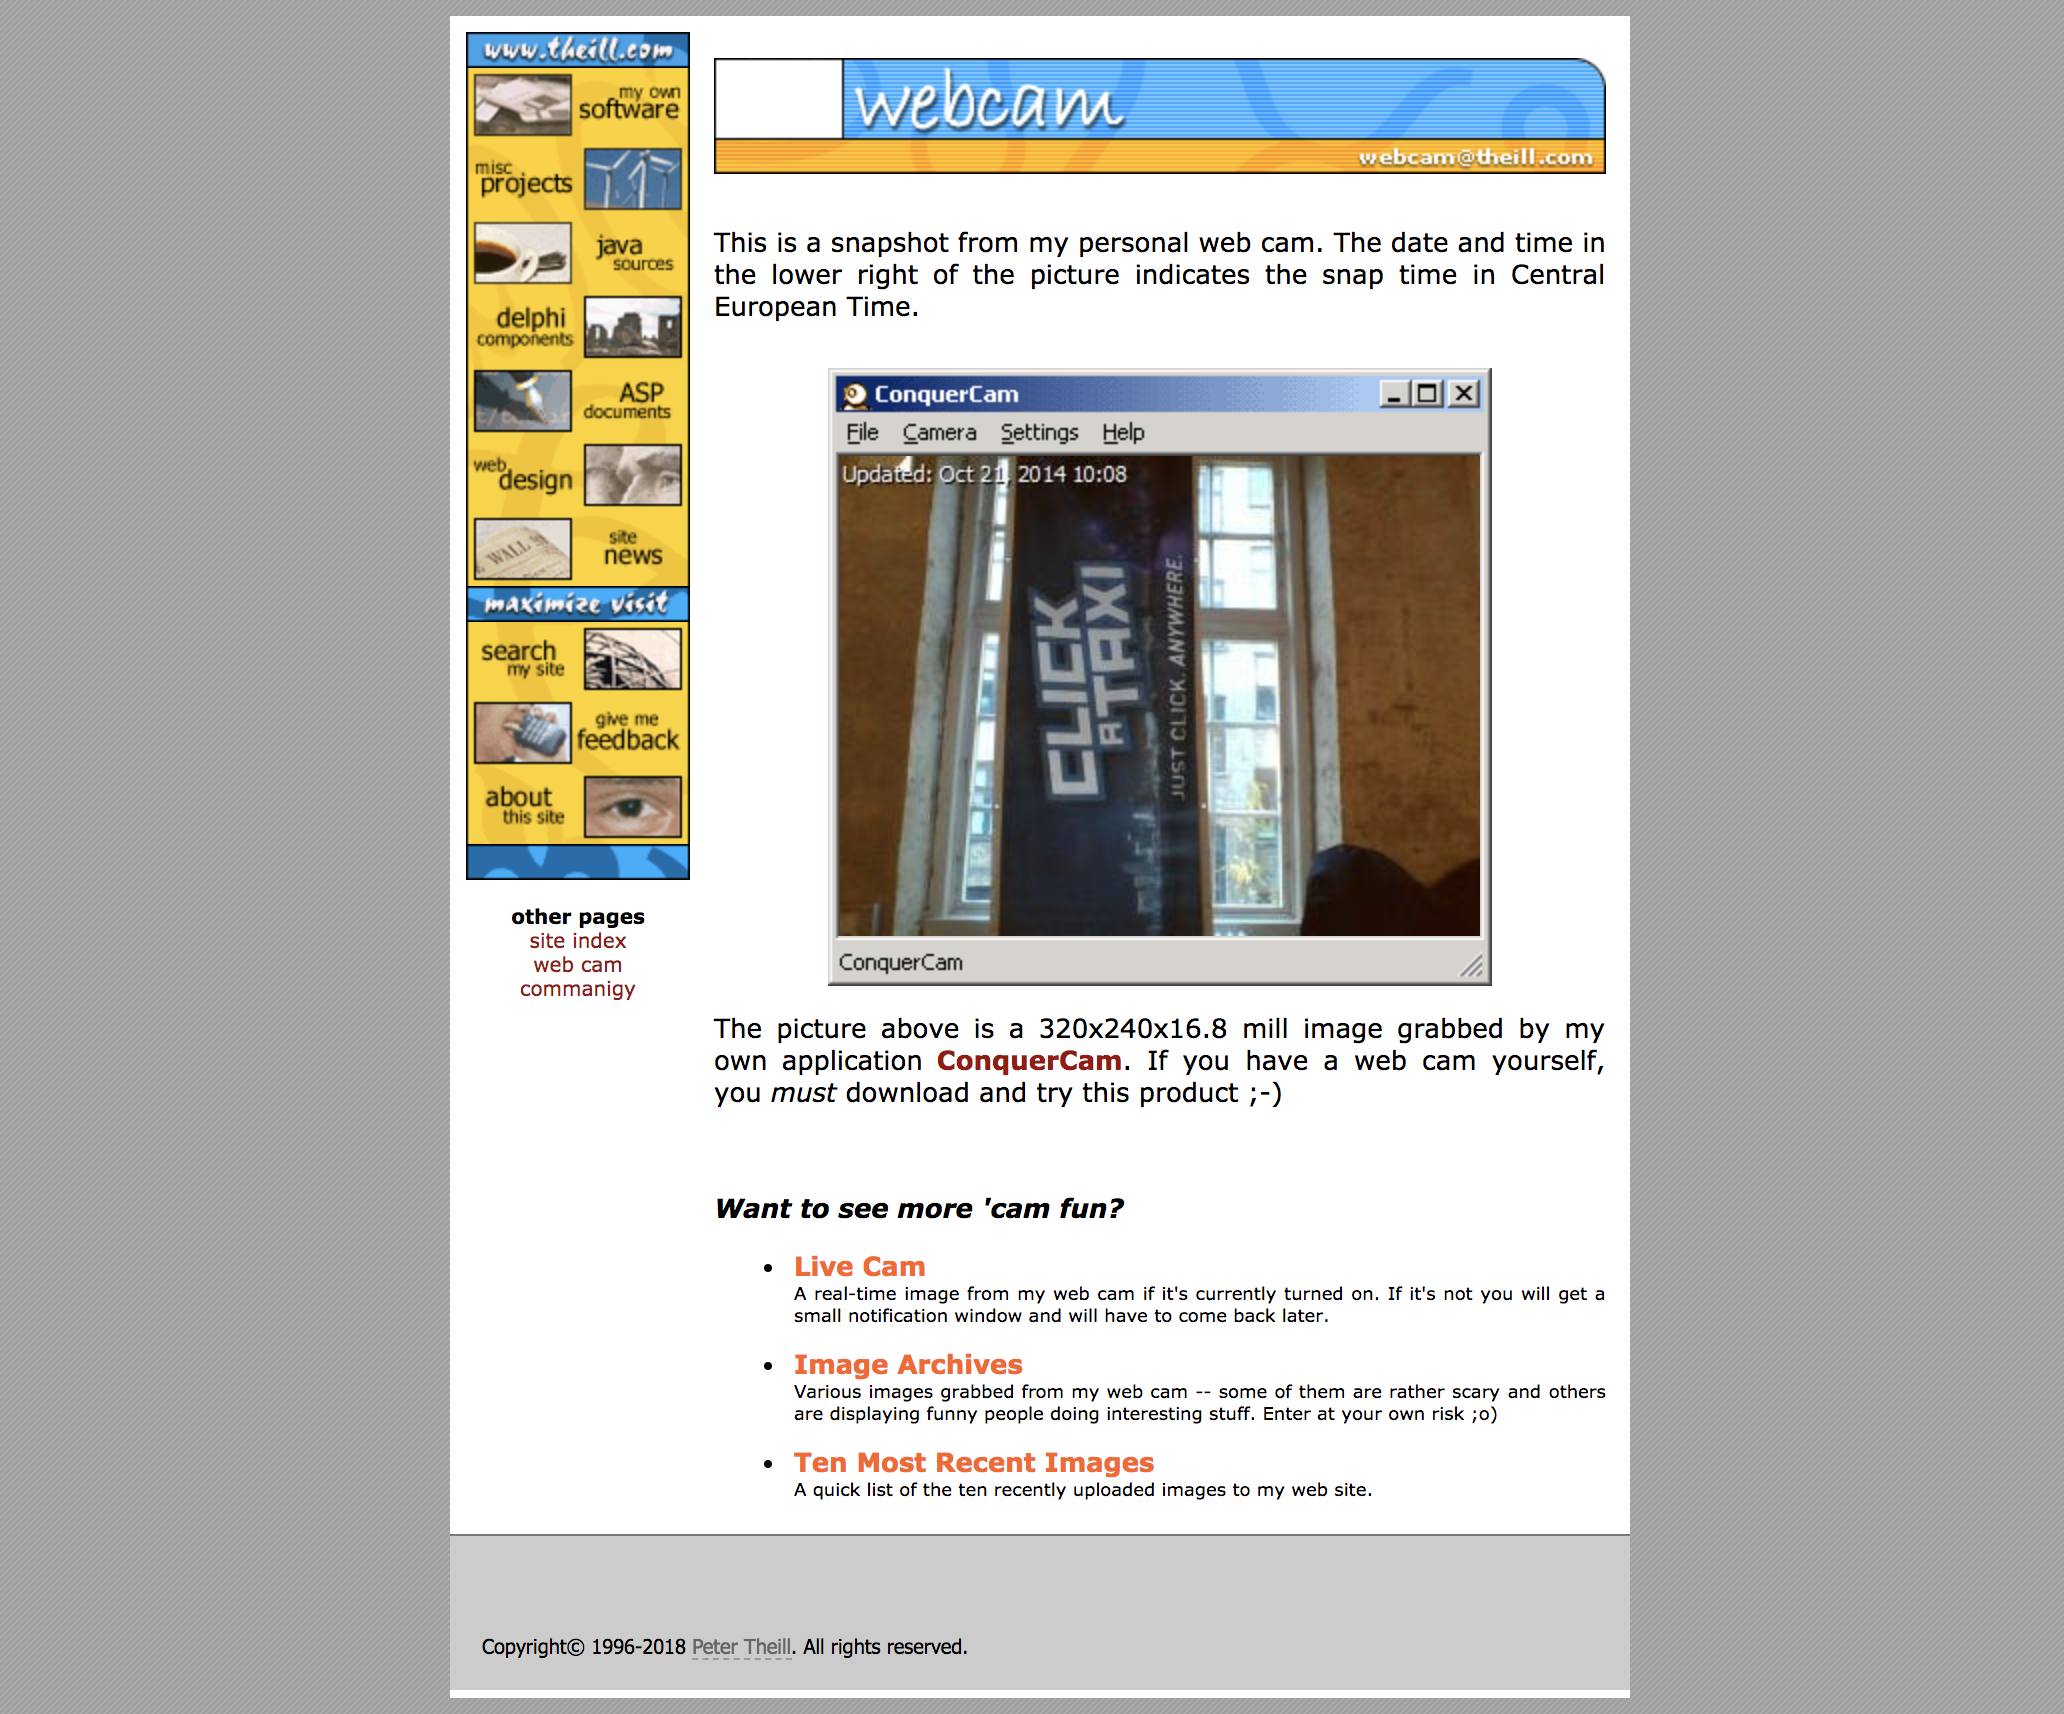 www.theill.com
my own
software
misc
projects
java
sources
delphi
components
ASP
documents
web
design
WALL
site
news
maximize visit
search
my site
give me
feedback
about
this site
other pages
site index
web cam
commanigy
webcam
webcam@theill.com
This is a snapshot from my personal web cam. The date and time in
the lower right of the picture indicates the snap time in Central
European Time.
ConquerCam
File Camera Settings Help
Updated: Oct 21, 2014 10:08
CLICK
A TAXI
JUST CLICK. ANYWHERE.
ConquerCam
The picture above is a 320x240x16.8 mill image grabbed by my
own application ConquerCam. If you have a web cam yourself,
you must download and try this product ;-)
Want to see more 'cam fun?
• Live Cam
A real-time image from my web cam if it's currently turned on. If it's not you will get a
small notification window and will have to come back later.
• Image Archives
Various images grabbed from my web cam -- some of them are rather scary and others
are displaying funny people doing interesting stuff. Enter at your own risk ;o)
• Ten Most Recent Images
A quick list of the ten recently uploaded images to my web site.
Copyright© 1996-2018 Peter Theill. All rights reserved.